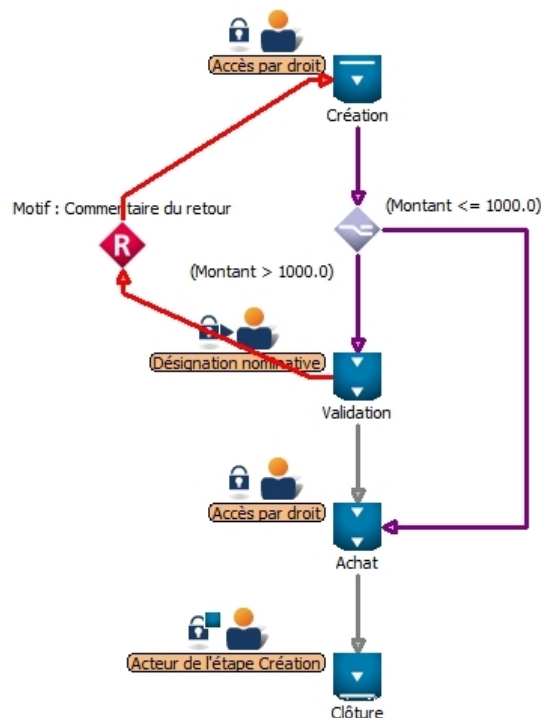 Accès par droit
Création
Motif : Commentaire du retour
(Montant <= 1000.0)
R
(Montant > 1000.0)
Désignation nominative
Validation
Accès par droit
Achat
Acteur de l'étape Création
Clôture